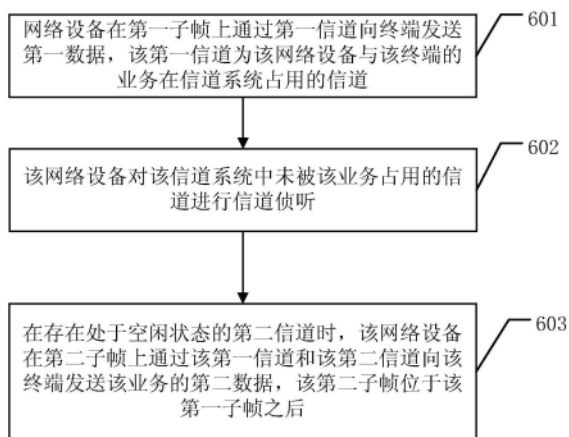 网络设备在第一子帧上通过第一信道向终端发送
第一数据，该第一信道为该网络设备与该终端的
业务在信道系统占用的信道
601
该网络设备对该信道系统中未被该业务占用的信
道进行信道侦听
602
在存在处于空闲状态的第二信道时，该网络设备
在第二子帧上通过该第一信道和该第二信道向该
终端发送该业务的第二数据，该第二子帧位于该
第一子帧之后
603